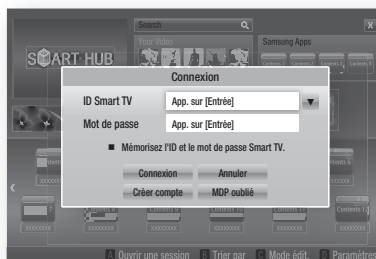 Search
X
Your Video
Samsung Apps
SMART HUB
Connexion
ID Smart TV
App. sur [Entrée]
Mot de passe
App. sur [Entrée]
■ Mémorisez l'ID et le mot de passe Smart TV.
Connexion
Annuler
Créer compte
MDP oublié
XXXXXXX
A Ouvrir une session
B Trier par
C Mode édit.
D Paramètres